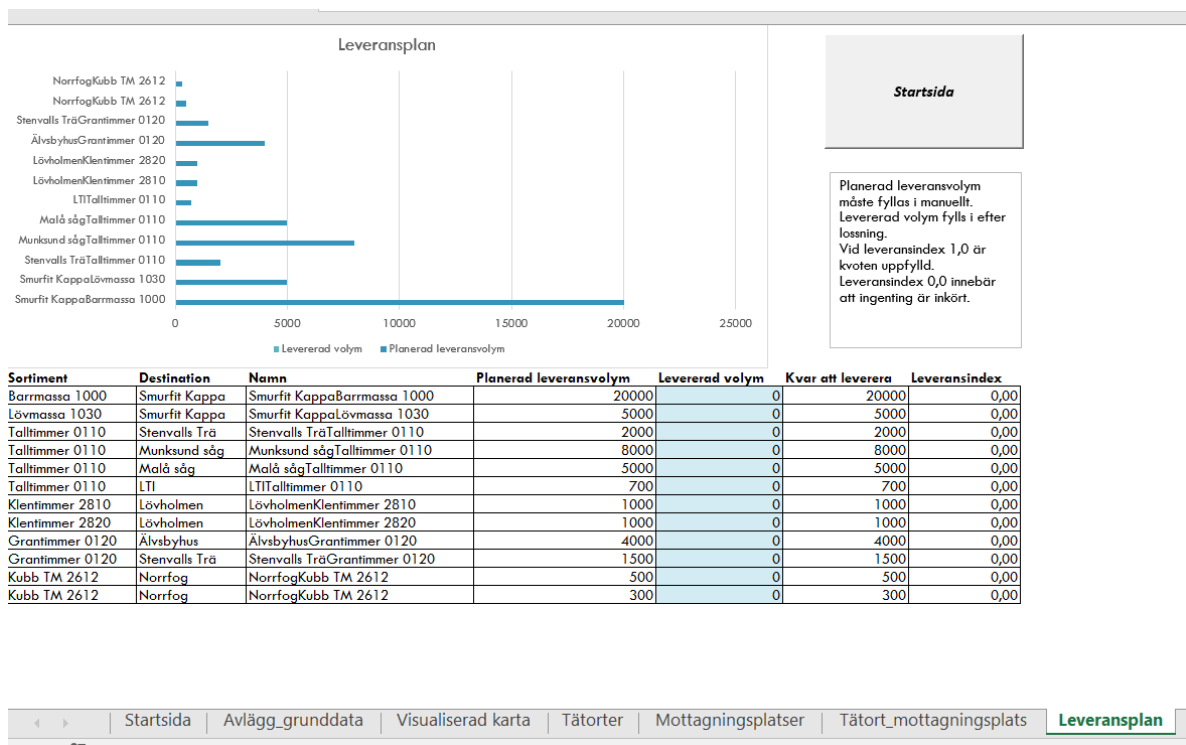 Leveransplan
NorrfogKubb TM 2612
NorrfogKubb TM 2612
Stenvalls TräGrantimmer 0120
ÄlvsbyhusGrantimmer 0120
LövholmenKlentimmer 2820
LövholmenKlentimmer 2810
LTITalltimmer 0110
Malå sågTalltimmer 0110
Munksund sågTalltimmer 0110
Stenvalls TräTalltimmer 0110
Smurfit KappaLövmassa 1030
Smurfit KappaBarrmassa 1000
0 5000 10000 15000 20000 25000
Levererad volym Planerad leveransvolym
Startsida
Planerad leveransvolym
måste fyllas i manuellt.
Levererad volym fylls i efter
lossning.
Vid leveransindex 1,0 är
kvoten uppfylld.
Leveransindex 0,0 innebär
att ingenting är inkört.
Sortiment Destination Namn Planerad leveransvolym Levererad volym Kvar att leverera Leveransindex
Barrmassa 1000 Smurfit Kappa Smurfit KappaBarrmassa 1000 20000 0 20000 0,00
Lövmassa 1030 Smurfit Kappa Smurfit KappaLövmassa 1030 5000 0 5000 0,00
Talltimmer 0110 Stenvalls Trä Stenvalls TräTalltimmer 0110 2000 0 2000 0,00
Talltimmer 0110 Munksund såg Munksund sågTalltimmer 0110 8000 0 8000 0,00
Talltimmer 0110 Malå såg Malå sågTalltimmer 0110 5000 0 5000 0,00
Talltimmer 0110 LTI LTITalltimmer 0110 700 0 700 0,00
Klentimmer 2810 Lövholmen LövholmenKlentimmer 2810 1000 0 1000 0,00
Klentimmer 2820 Lövholmen LövholmenKlentimmer 2820 1000 0 1000 0,00
Grantimmer 0120 Älvsbyhus ÄlvsbyhusGrantimmer 0120 4000 0 4000 0,00
Grantimmer 0120 Stenvalls Trä Stenvalls TräGrantimmer 0120 1500 0 1500 0,00
Kubb TM 2612 Norrfog NorrfogKubb TM 2612 500 0 500 0,00
Kubb TM 2612 Norrfog NorrfogKubb TM 2612 300 0 300 0,00
Startsida Avlägg_grunddata Visualiserad karta Tätorter Mottagningsplatser Tätort_mottagningsplats Leveransplan